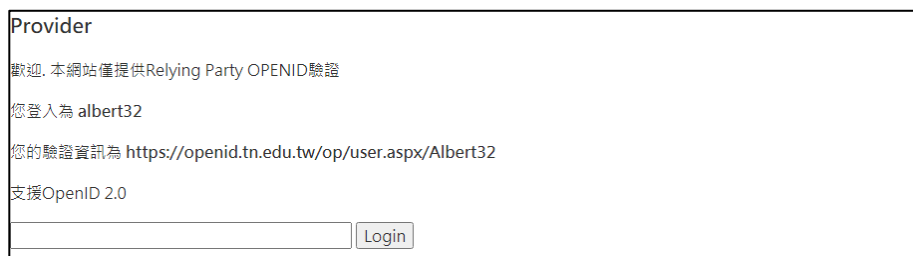 Provider
歡迎. 本網站僅提供Relying Party OPENID驗證
您登入為 albert32
您的驗證資訊為 https://openid.tn.edu.tw/op/user.aspx/Albert32
支援OpenID 2.0
Login